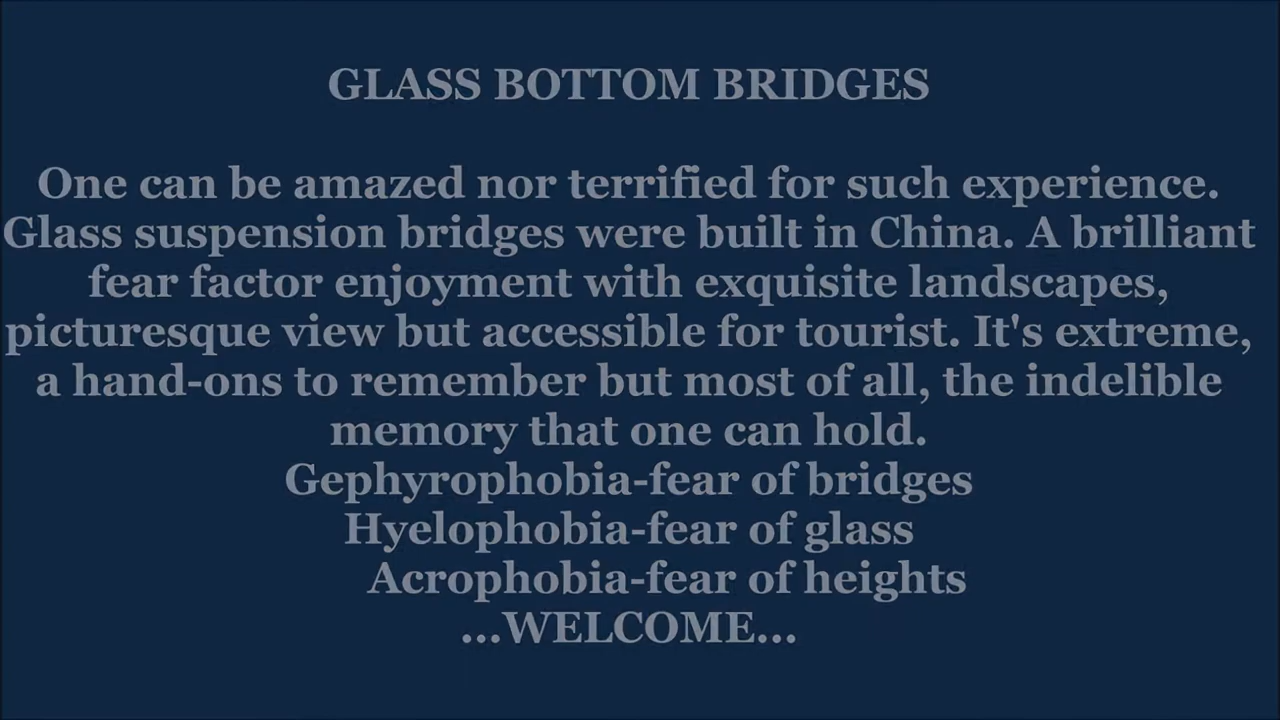 GLASS BOTTOM BRIDGES
One can be amazed nor terrified for such experience.
Glass suspension bridges were built in China. A brilliant
fear factor enjoyment with exquisite landscapes,
picturesque view but accessible for tourist. It's extreme,
a hand-ons to remember but most of all, the indelible
memory that one can hold.
Gephyrophobia-fear of bridges
Hyelophobia-fear of glass
Acrophobia-fear of heights
...WELCOME...